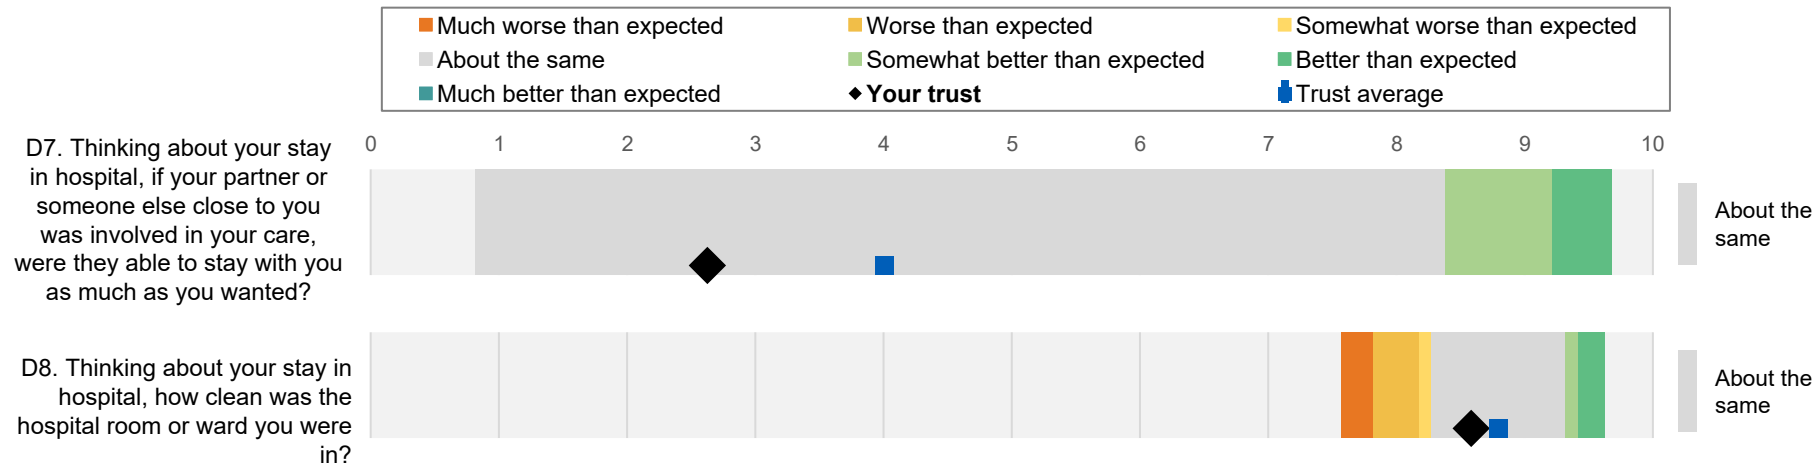 Much worse than expected
Worse than expected
Somewhat worse than expected
About the same
Somewhat better than expected
Better than expected
Much better than expected
Your trust
Trust average
0 1 2 3 4 5 6 7 8 9 10
D7. Thinking about your stay
in hospital, if your partner or
someone else close to you
was involved in your care,
were they able to stay with you
as much as you wanted?
About the
same
D8. Thinking about your stay in
hospital, how clean was the
hospital room or ward you were
in?
About the
same